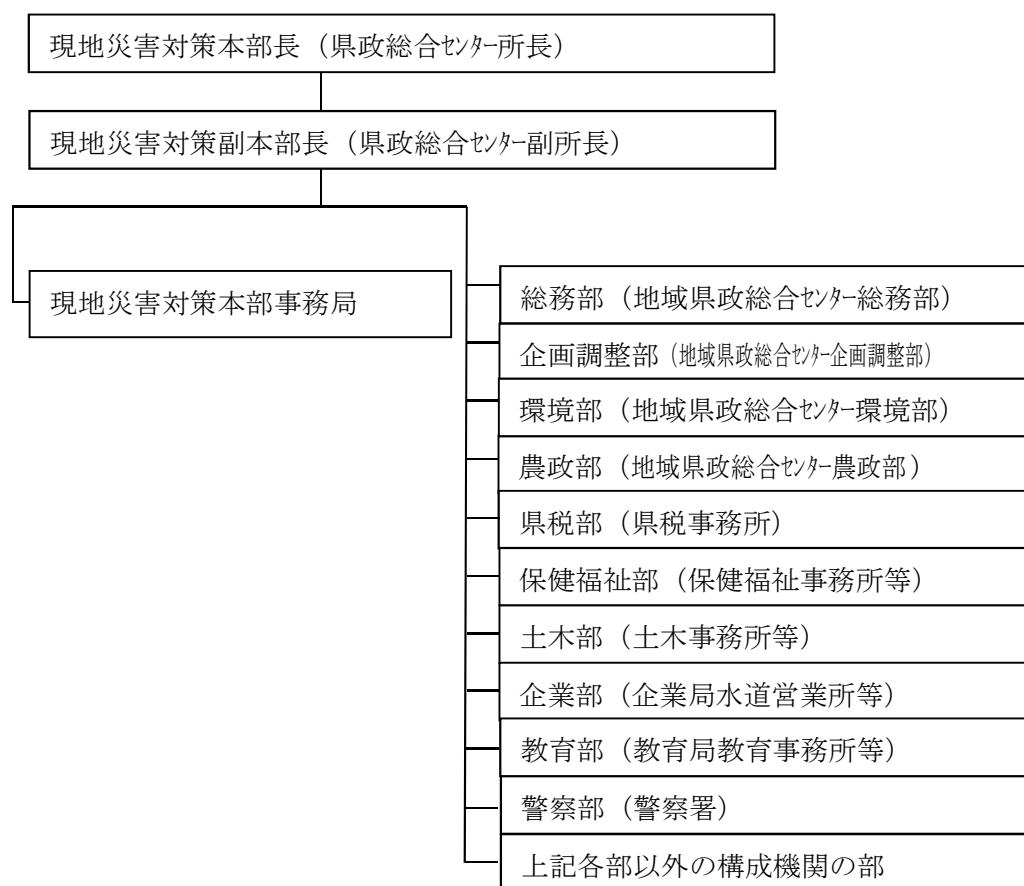 現地災害対策本部長（県政総合ｾﾝﾀｰ所長）
現地災害対策副本部長（県政総合ｾﾝﾀｰ副所長）
現地災害対策本部事務局
総務部（地域県政総合ｾﾝﾀｰ総務部）
企画調整部（地域県政総合ｾﾝﾀｰ企画調整部）
環境部（地域県政総合ｾﾝﾀｰ環境部）
農政部（地域県政総合ｾﾝﾀｰ農政部）
県税部（県税事務所）
保健福祉部（保健福祉事務所等）
土木部（土木事務所等）
企業部（企業局水道営業所等）
教育部（教育局教育事務所等）
警察部（警察署）
上記各部以外の構成機関の部